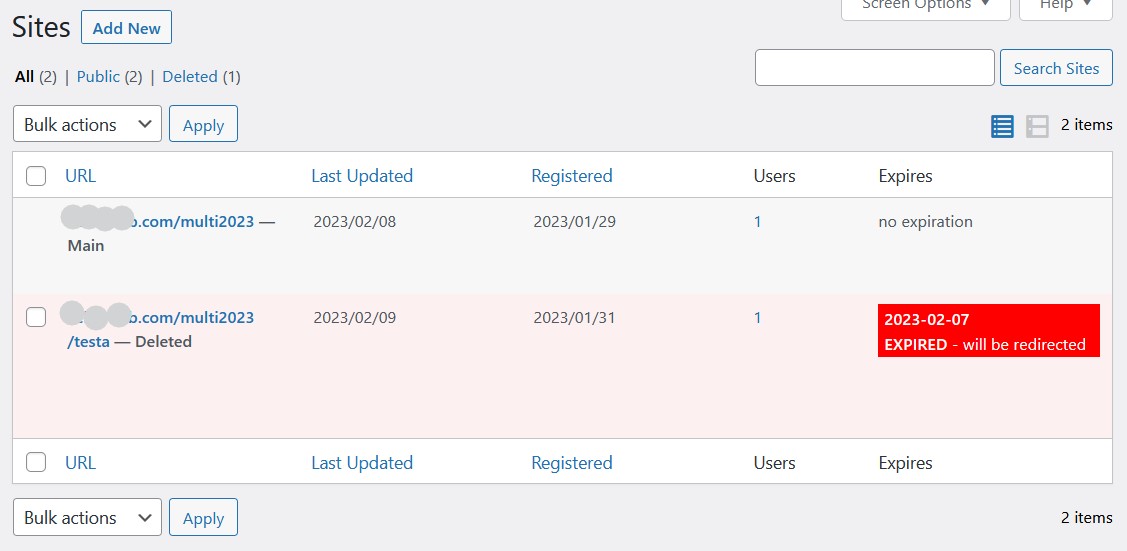 Screen Options ▼ Help ▼
Sites Add New
All (2) | Public (2) | Deleted (1)
Search Sites
Bulk actions Apply 2 items
URL Last Updated Registered Users Expires
b.com/multi2023 — 2023/02/08 2023/01/29 1 no expiration
Main
b.com/multi2023 2023/02/09 2023/01/31 1 2023-02-07
/testa — Deleted EXPIRED - will be redirected
URL Last Updated Registered Users Expires
Bulk actions Apply 2 items